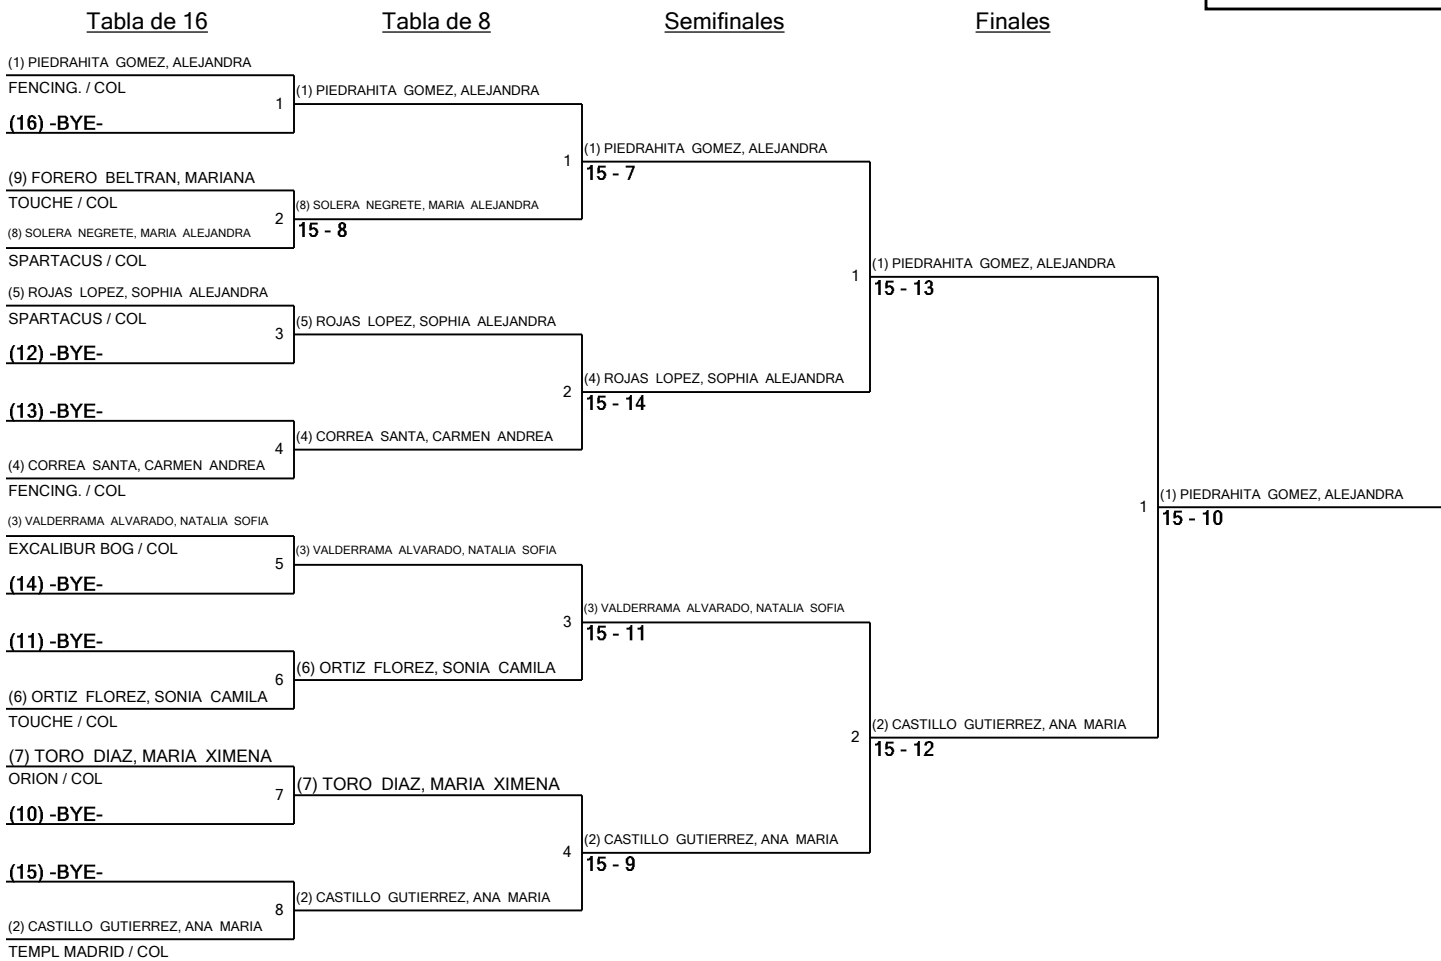 Tabla de 16
Tabla de 8
Semifinales
Finales
(1) PIEDRAHITA GOMEZ, ALEJANDRA
FENCING. / COL
1
(16) -BYE-
(9) FORERO BELTRAN, MARIANA
TOUCHE / COL
2
(8) SOLERA NEGRETE, MARIA ALEJANDRA
SPARTACUS / COL
(5) ROJAS LOPEZ, SOPHIA ALEJANDRA
SPARTACUS / COL
3
(12) -BYE-
(13) -BYE-
4
(4) CORREA SANTA, CARMEN ANDREA
FENCING. / COL
(3) VALDERRAMA ALVARADO, NATALIA SOFIA
EXCALIBUR BOG / COL
5
(14) -BYE-
(11) -BYE-
6
(6) ORTIZ FLOREZ, SONIA CAMILA
TOUCHE / COL
(7) TORO DIAZ, MARIA XIMENA
ORION / COL
7
(10) -BYE-
(15) -BYE-
8
(2) CASTILLO GUTIERREZ, ANA MARIA
TEMPL MADRID / COL
(1) PIEDRAHITA GOMEZ, ALEJANDRA
1
(8) SOLERA NEGRETE, MARIA ALEJANDRA
15 - 8
(5) ROJAS LOPEZ, SOPHIA ALEJANDRA
2
(4) CORREA SANTA, CARMEN ANDREA
(3) VALDERRAMA ALVARADO, NATALIA SOFIA
3
(6) ORTIZ FLOREZ, SONIA CAMILA
(7) TORO DIAZ, MARIA XIMENA
4
(2) CASTILLO GUTIERREZ, ANA MARIA
(1) PIEDRAHITA GOMEZ, ALEJANDRA
15 - 7
1
(4) ROJAS LOPEZ, SOPHIA ALEJANDRA
15 - 14
(3) VALDERRAMA ALVARADO, NATALIA SOFIA
15 - 11
2
(2) CASTILLO GUTIERREZ, ANA MARIA
15 - 9
(1) PIEDRAHITA GOMEZ, ALEJANDRA
15 - 13
1
(2) CASTILLO GUTIERREZ, ANA MARIA
15 - 12
(1) PIEDRAHITA GOMEZ, ALEJANDRA
15 - 10